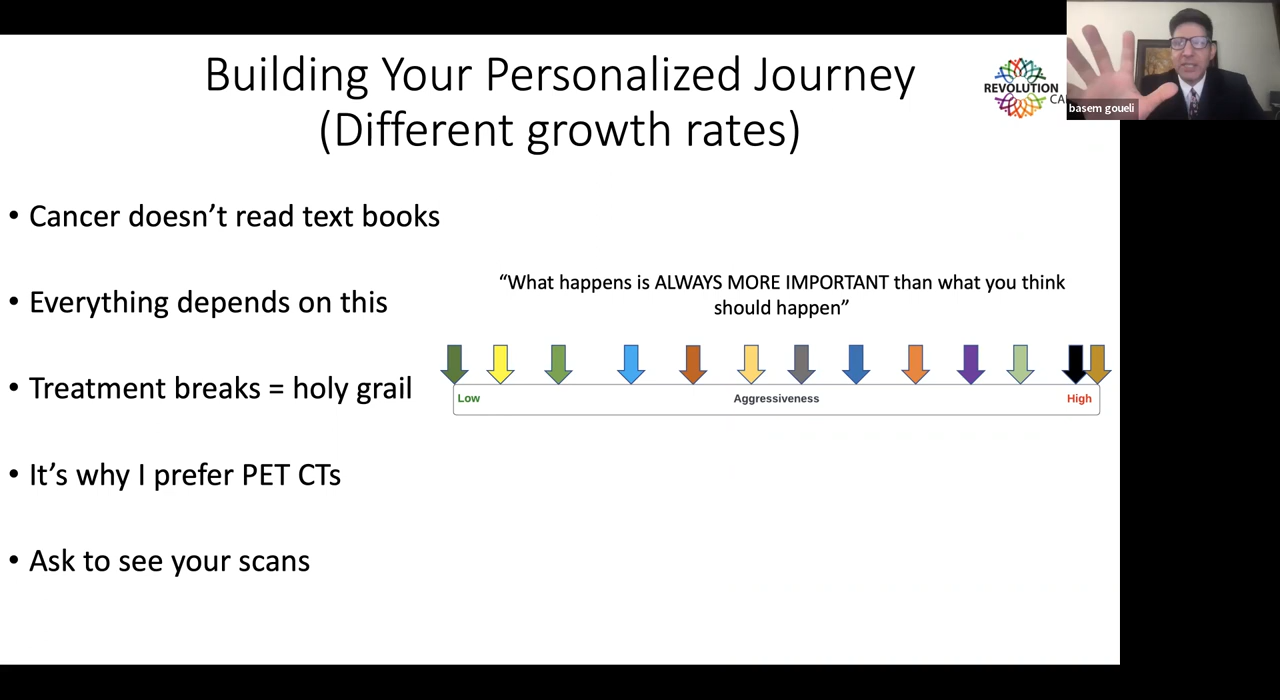 Building Your Personalized Journey
(Different growth rates)
REVOLUTION
CA
basem goueli
• Cancer doesn’t read text books
• Everything depends on this
“What happens is ALWAYS MORE IMPORTANT than what you think
should happen”
• Treatment breaks = holy grail
Low
Aggressiveness
High
• It’s why I prefer PET CTs
• Ask to see your scans